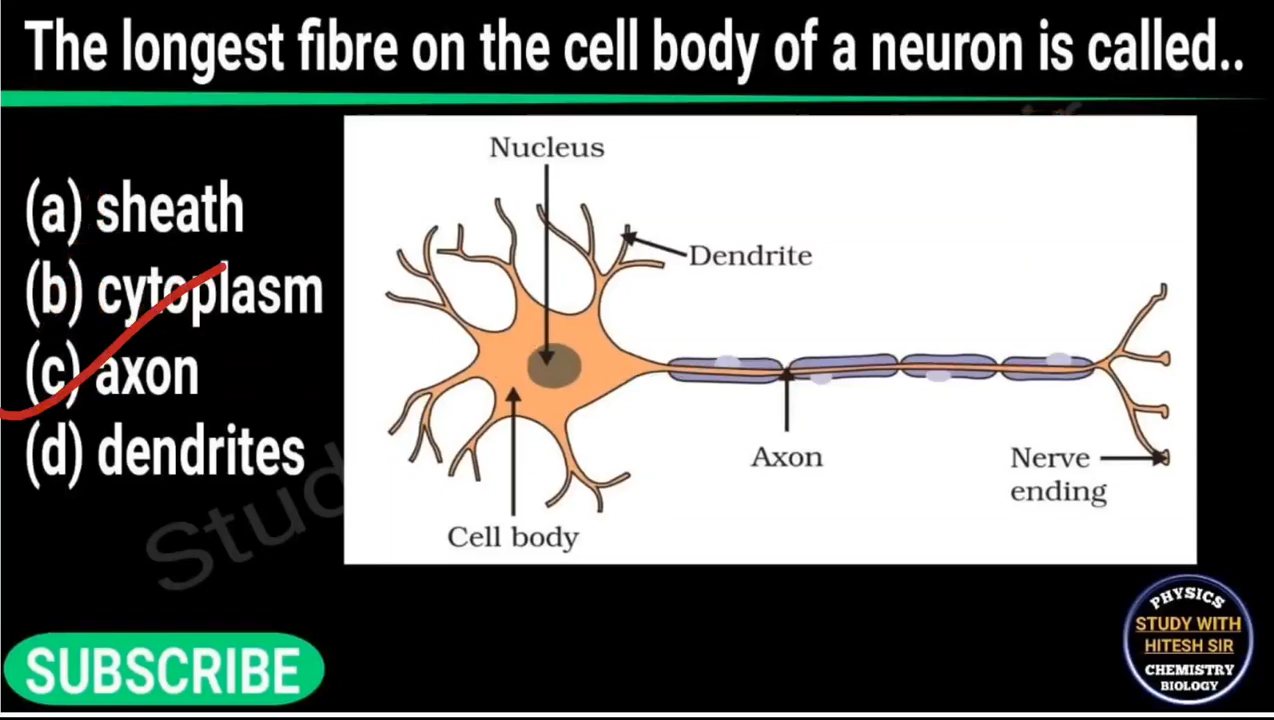 The longest fibre on the cell body of a neuron is called..
(a) sheath
(b) cytoplasm
(c) axon
(d) dendrites
Nucleus
Dendrite
Axon
Nerve
ending
Cell body
SUBSCRIBE
PHYSICS
STUDY WITH
HITESH SIR
CHEMISTRY
BIOLOGY